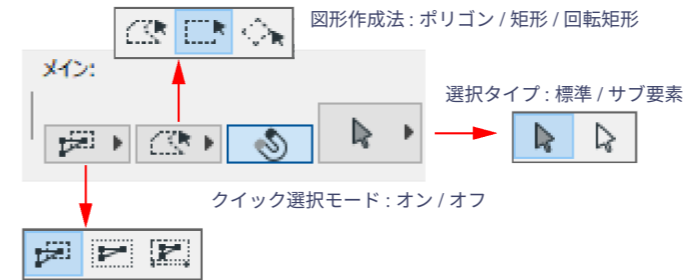 図形作成法 : ポリゴン / 矩形 / 回転矩形
メイン:
選択タイプ : 標準 / サブ要素
クイック選択モード : オン / オフ